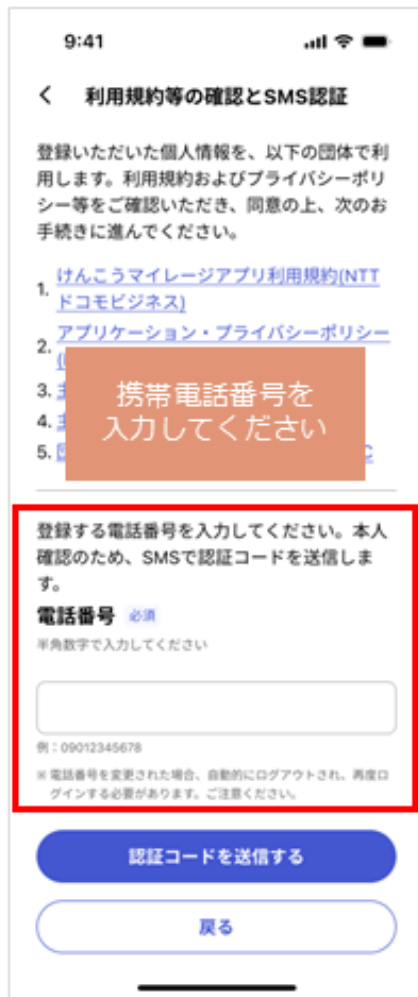 9:41
利用規約等の確認とSMS認証
登録いただいた個人情報を、以下の団体で利
用します。利用規約およびプライバシーポリ
シー等をご確認いただき、同意の上、次のお
手続きに進んでください。
1. けんこうマイレージアプリ利用規約(NTT
ドコモビジネス)
2. アプリケーション・プライバシーポリシー
3.
4.
5.
携帯電話番号を
入力してください
登録する電話番号を入力してください。本人
確認のため、SMSで認証コードを送信しま
す。
電話番号 必須
半角数字で入力してください
例：09012345678
※ 電話番号を変更された場合、自動的にログアウトされ、再度ロ
グインする必要があります。ご注意ください。
認証コードを送信する
戻る